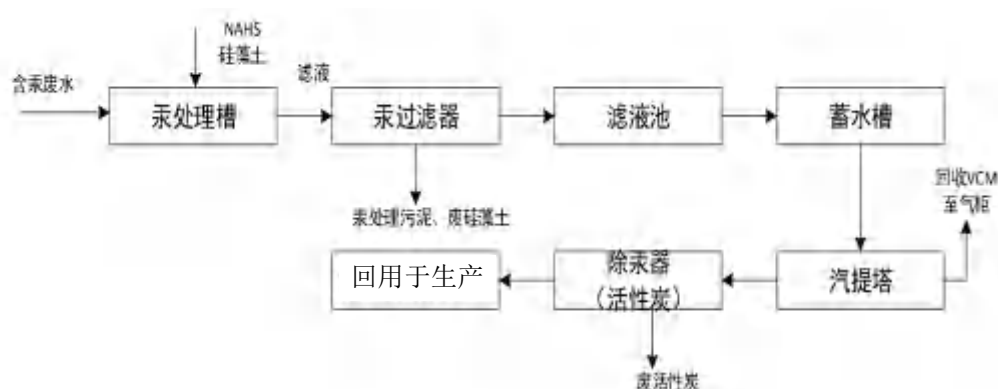 NAHS
硅藻土
含汞废水
滤液
汞处理槽
汞过滤器
滤液池
蓄水槽
回收VCM
至气柜
汞处理污泥、废硅藻土
回用于生产
除汞器
（活性炭）
汽提塔
废活性炭